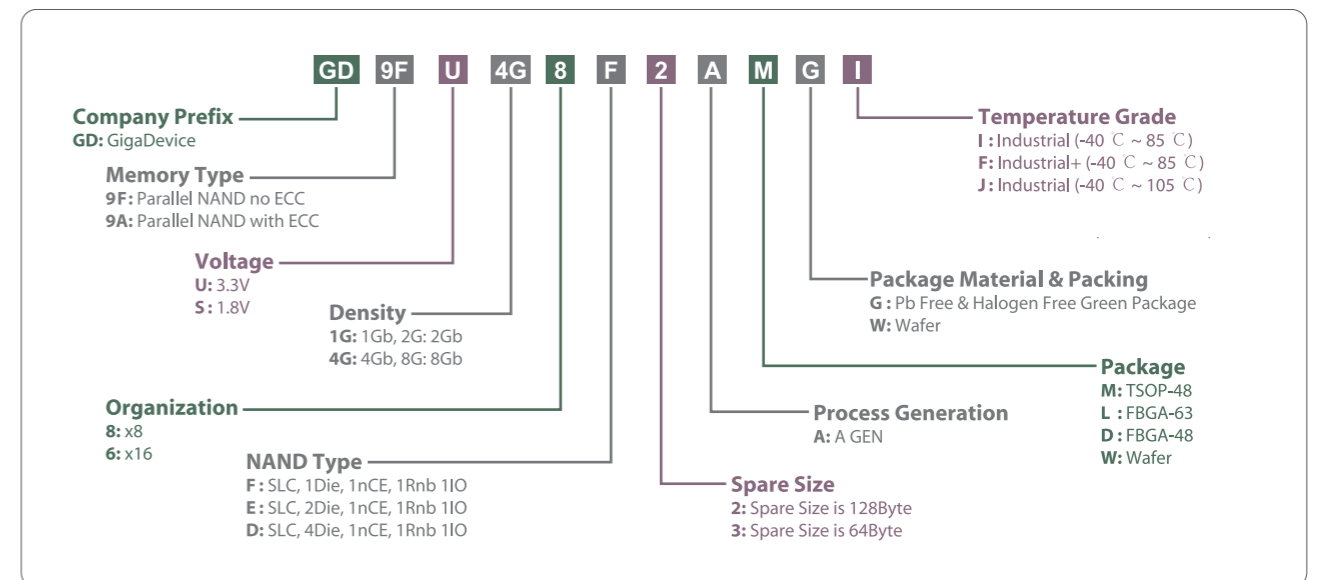 GD 9F U 4G 8 F 2 A M G I
Company Prefix
GD: GigaDevice
Memory Type
9F: Parallel NAND no ECC
9A: Parallel NAND with ECC
Voltage
U: 3.3V
S : 1.8V
Density
1G: 1Gb, 2G: 2Gb
4G: 4Gb, 8G: 8Gb
Organization
8: x8
6: x16
NAND Type
F : SLC, 1Die, 1nCE, 1Rnb 1IO
E : SLC, 2Die, 1nCE, 1Rnb 1IO
D: SLC, 4Die, 1nCE, 1Rnb 1IO
Temperature Grade
I : Industrial (-40 ℃ ~ 85 ℃)
F: Industrial+ (-40 ℃ ~ 85 ℃)
J: Industrial (-40 ℃ ~ 105 ℃)
Package Material & Packing
G : Pb Free & Halogen Free Green Package
W: Wafer
Package
M: TSOP-48
L : FBGA-63
D : FBGA-48
W: Wafer
Process Generation
A: A GEN
Spare Size
2: Spare Size is 128Byte
3: Spare Size is 64Byte